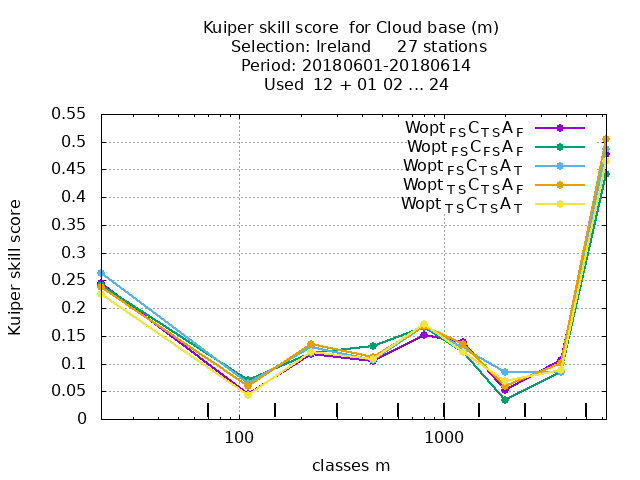 Kuiper skill score  for Cloud base (m)
Selection: Ireland     27 stations
Period: 20180601-20180614
Used  12 + 01 02 ... 24
Wopt FS C TS A F
Wopt FS C FS A F
Wopt FS C TS A T
Wopt TS C TS A F
Wopt TS C TS A T
0.55
0.5
0.45
0.4
0.35
0.3
0.25
0.2
0.15
0.1
0.05
0
Kuiper skill score
100 1000
classes m